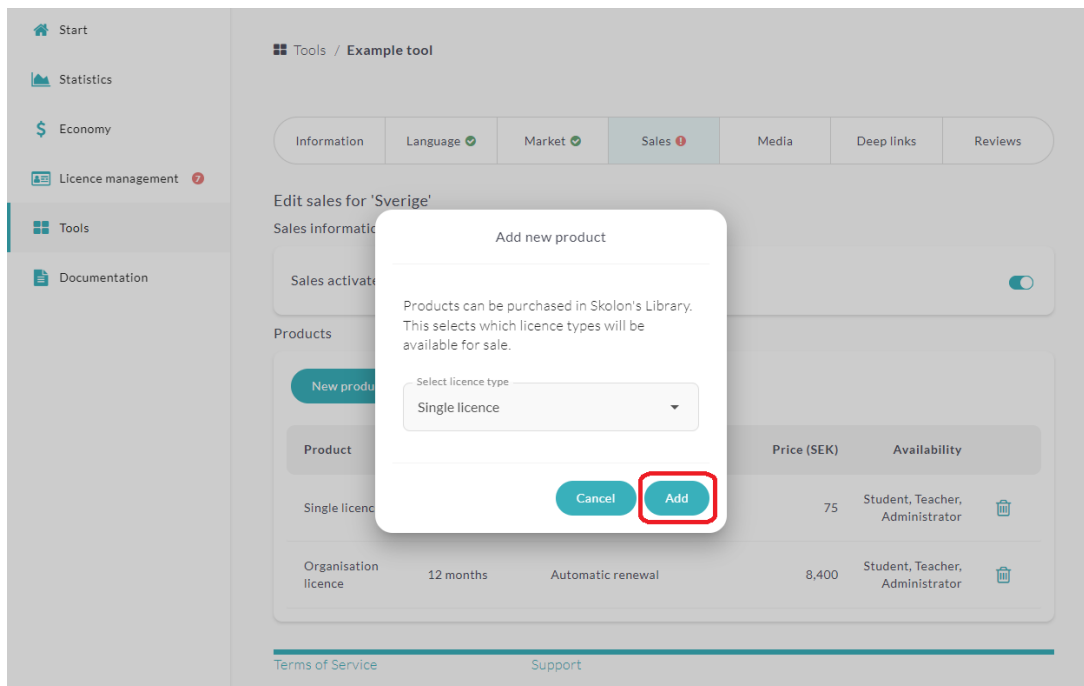 Start
Statistics
Economy
Licence management 7
Tools
Documentation
Tools / Example tool
Information Language Market Sales Media Deep links Reviews
Edit sales for 'Sverige'
Sales informatio
Sales activate
Products
New produ
Product Price (SEK) Availability
Single licenc 75 Student, Teacher,
Administrator
Organisation
licence 12 months Automatic renewal 8,400 Student, Teacher,
Administrator
Add new product
Products can be purchased in Skolon's Library.
This selects which licence types will be
available for sale.
Select licence type
Single licence
Cancel Add
Terms of Service Support